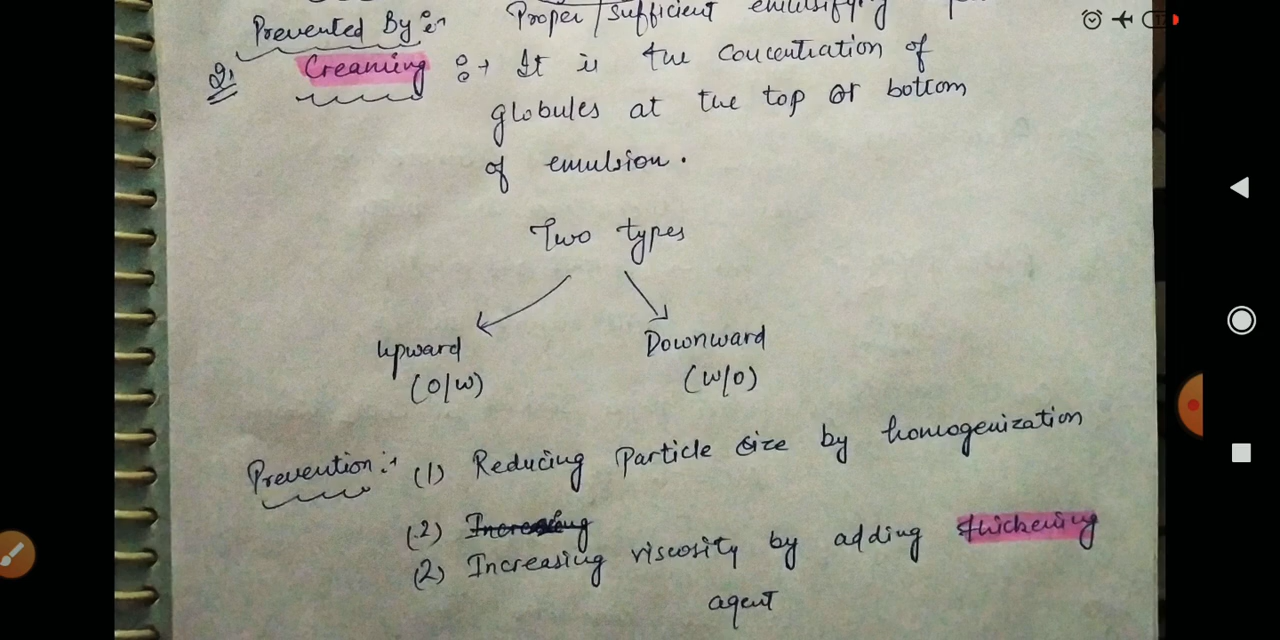 Prevented By :- Proper/sufficient emulsifying
2. Creaming :→ It is the concentration of
globules at the top or bottom
of emulsion.
Two types
Upward Downward
(O/W) (W/O)
Prevention :- (1) Reducing Particle size by homogenization
(2) Increasing
(2) Increasing viscosity by adding thickening
agent